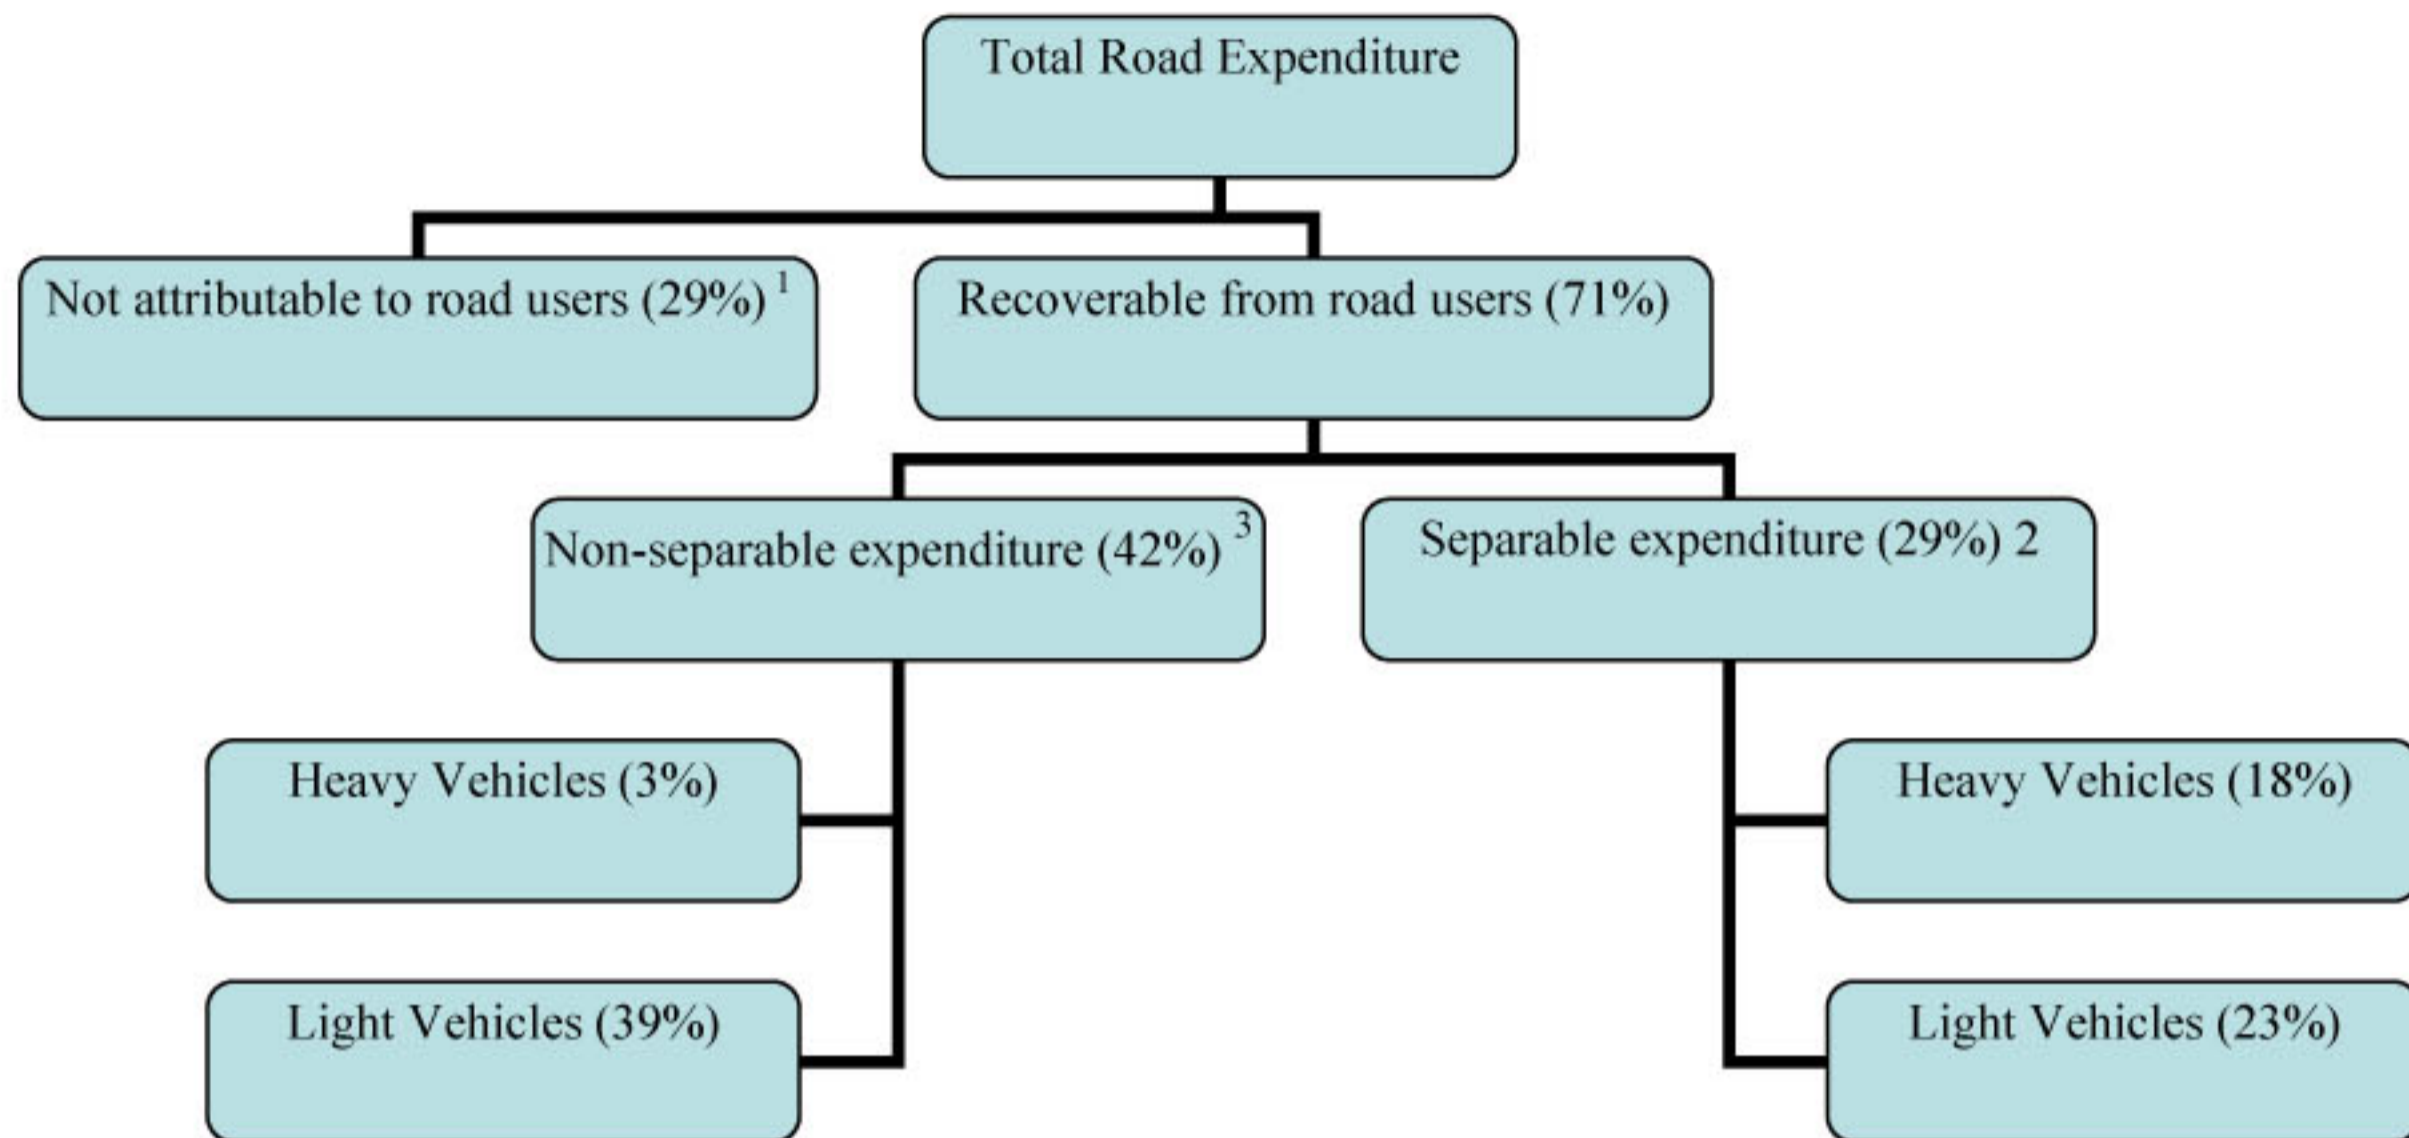 Total Road Expenditure
Not attributable to road users (29%) 1
Recoverable from road users (71%)
Non-separable expenditure (42%) 3
Separable expenditure (29%) 2
Heavy Vehicles (3%)
Heavy Vehicles (18%)
Light Vehicles (39%)
Light Vehicles (23%)